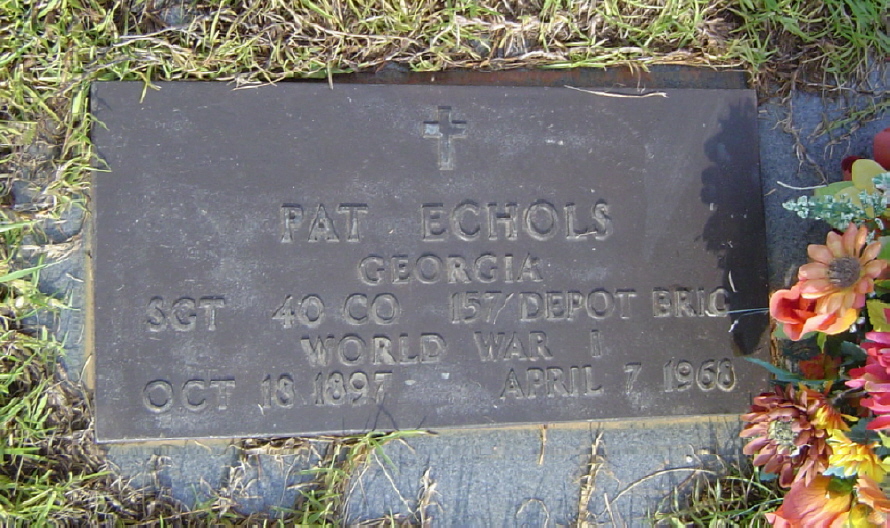 PAT ECHOLS
GEORGIA
SGT 40 CO 157 DEPOT BRIG
WORLD WAR I
OCT 18 1897 APRIL 7 1968